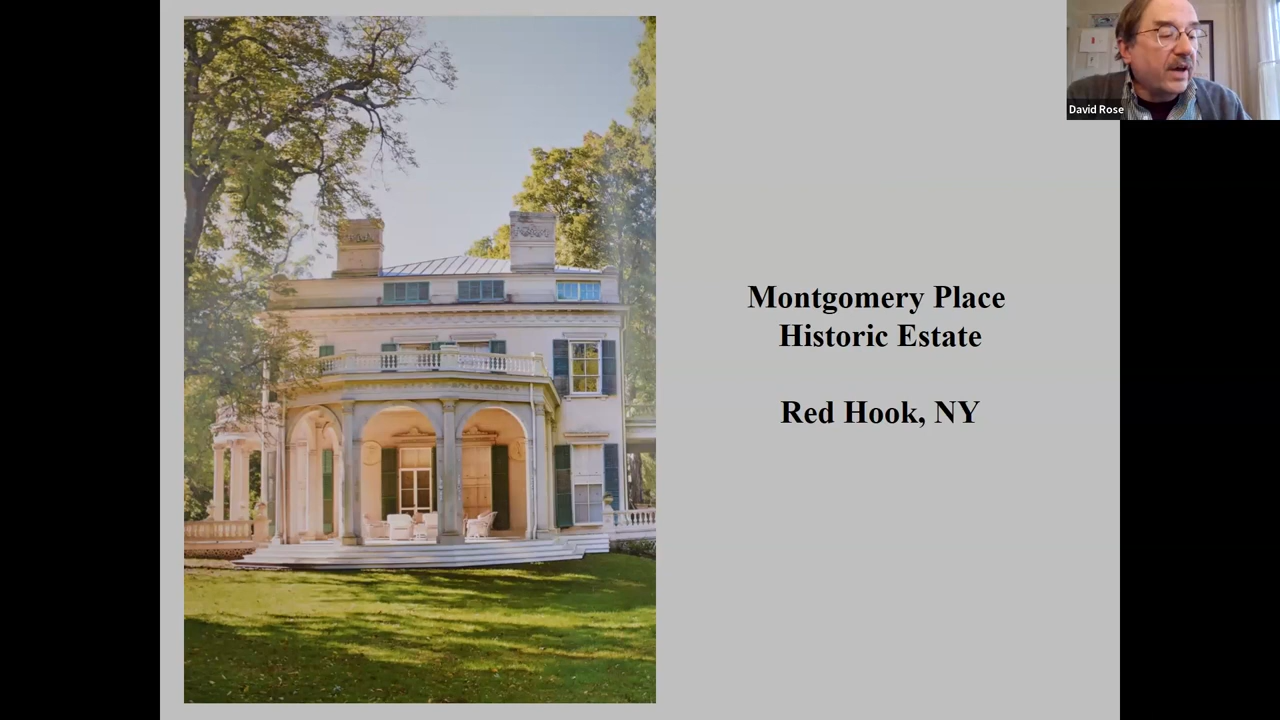 Montgomery Place
Historic Estate
Red Hook, NY
David Rose